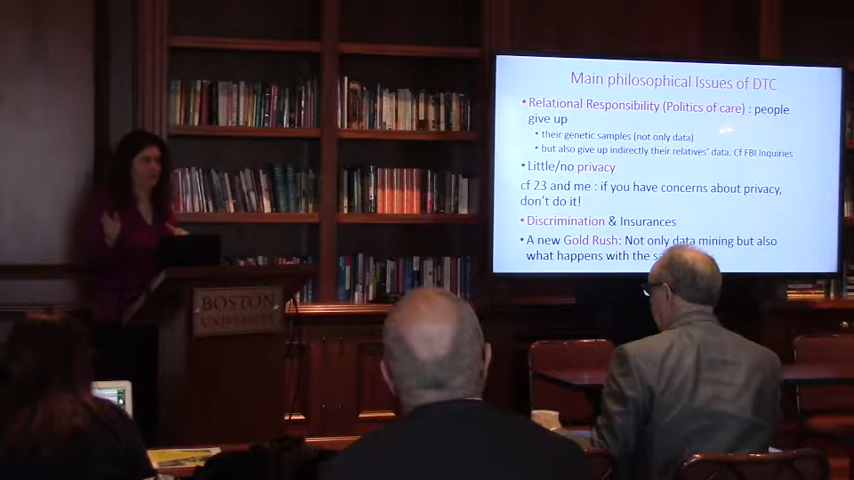 Main philosophical Issues of DTC
•Relational Responsibility (Politics of care) : people
give up
• their genetic samples (not only data)
• but also give up indirectly their relatives' data. Cf FBI Inquiries
•Little/no privacy
cf 23 and me : if you have concerns about privacy,
don't do it!
•Discrimination & Insurances
•A new Gold Rush: Not only data mining but also
what happens with the
BOSTON
UNIVERSITY